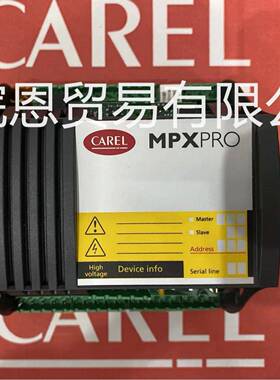 CAREL
恩贸易有限公
CAREL
MPXPRO
Master
Slave
Address
High voltage
Device info
Serial line
CAREL